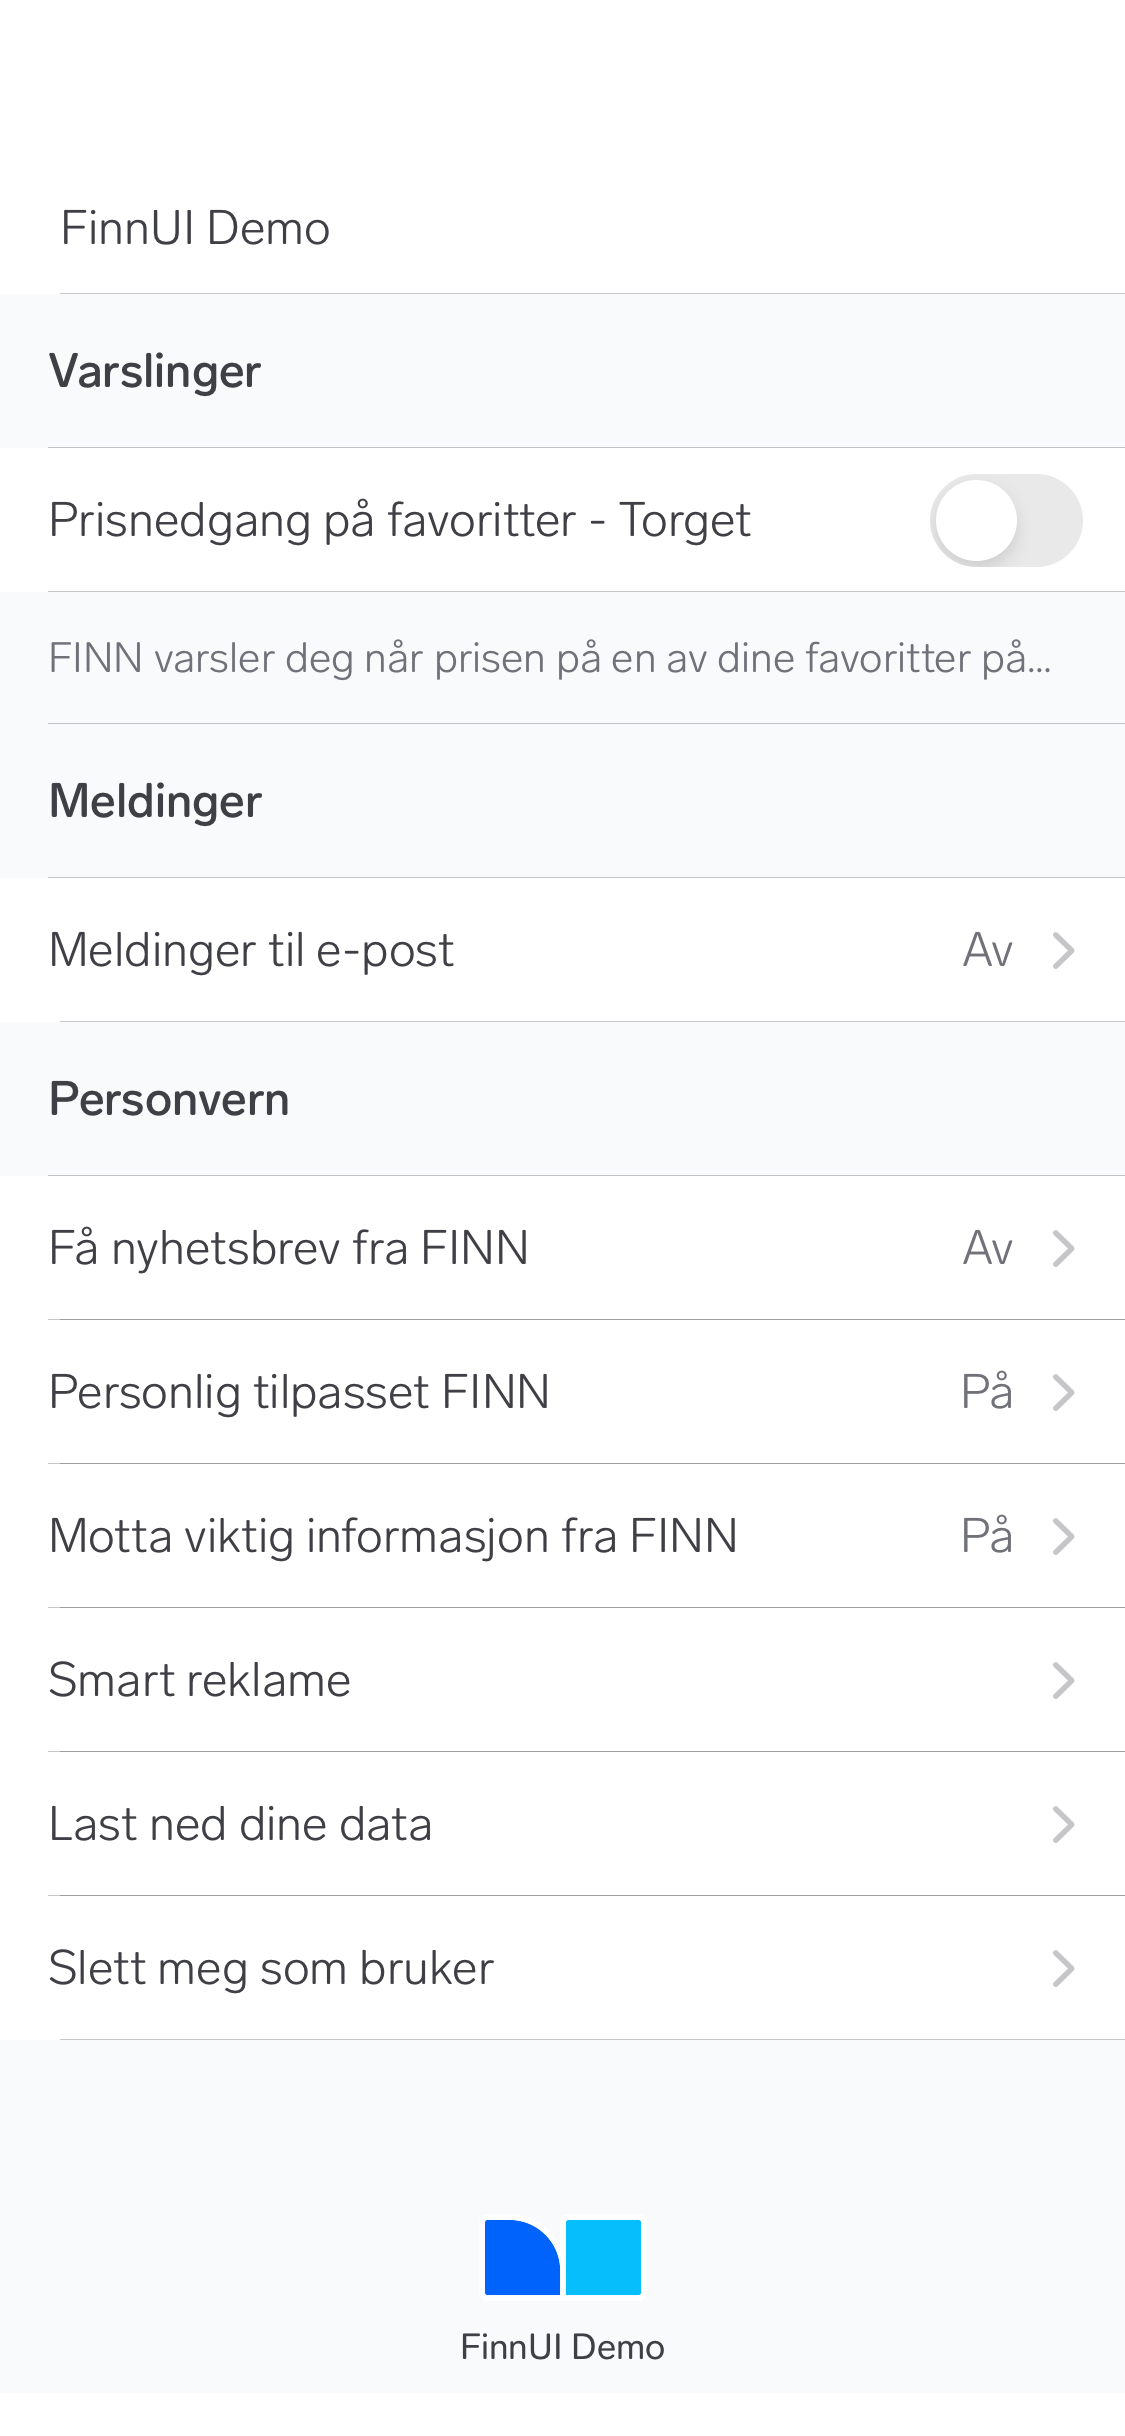 FinnUI Demo
Varslinger
Prisnedgang på favoritter - Torget
FINN varsler deg når prisen på en av dine favoritter på...
Meldinger
Meldinger til e-post Av
Personvern
Få nyhetsbrev fra FINN Av
Personlig tilpasset FINN På
Motta viktig informasjon fra FINN På
Smart reklame
Last ned dine data
Slett meg som bruker
FinnUI Demo